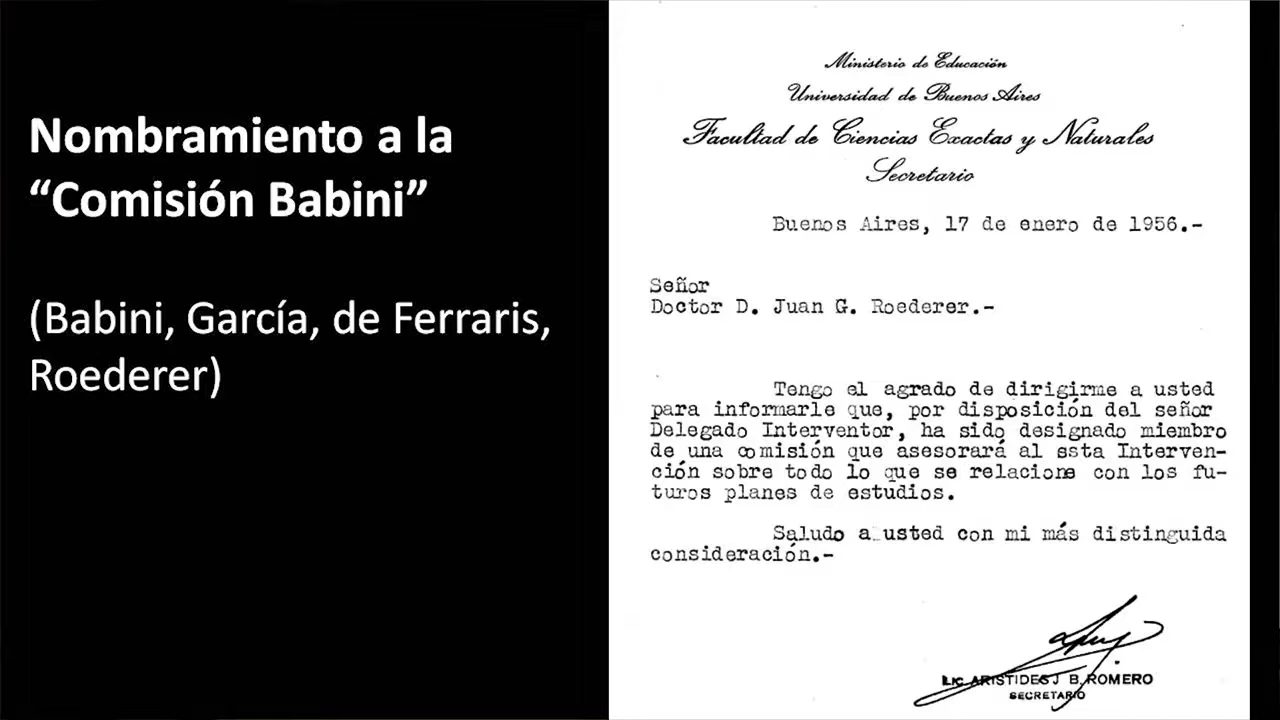 Nombramiento a la
“Comisión Babini”
(Babini, García, de Ferraris,
Roederer)
Ministerio de Educación
Universidad de Buenos Aires
Facultad de Ciencias Exactas y Naturales
Secretario
Buenos Aires, 17 de enero de 1956.-
Señor
Doctor D. Juan G. Roederer.-
Tengo el agrado de dirigirme a usted
para informarle que, por disposición del señor
Delegado Interventor, ha sido designado miembro
de una comisión que asesorará al esta Interven-
ción sobre todo lo que se relacione con los fu-
turos planes de estudios.
Saludo a usted con mi más distinguida
consideración.-
LIC ARISTIDES J B. ROMERO
SECRETARIO